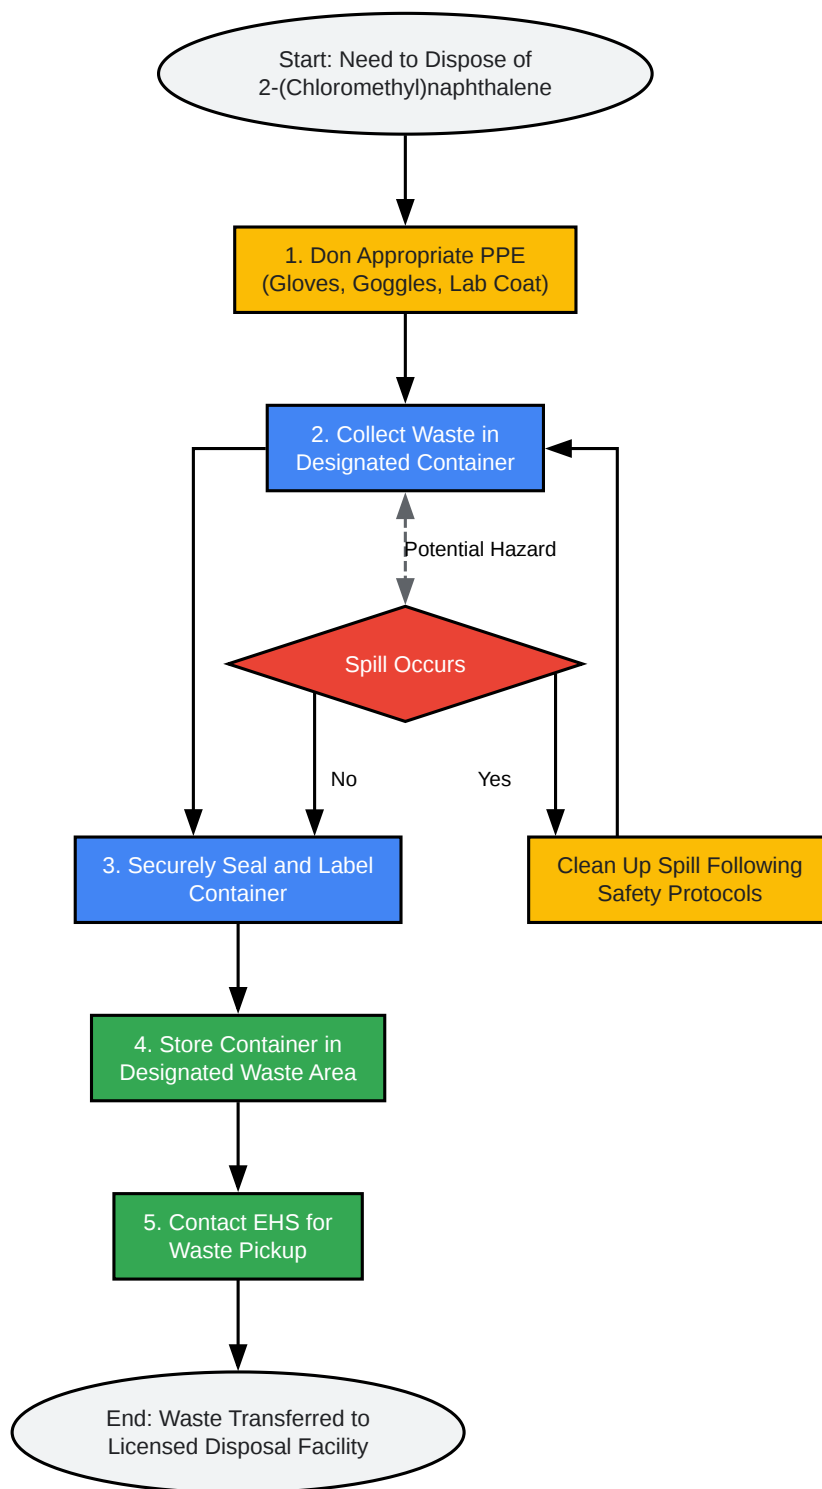 Start: Need to Dispose of
2-(Chloromethyl)naphthalene
1. Don Appropriate PPE
(Gloves, Goggles, Lab Coat)
2. Collect Waste in
Designated Container
Potential Hazard
Spill Occurs
No
Yes
3. Securely Seal and Label
Container
Clean Up Spill Following
Safety Protocols
4. Store Container in
Designated Waste Area
5. Contact EHS for
Waste Pickup
End: Waste Transferred to
Licensed Disposal Facility